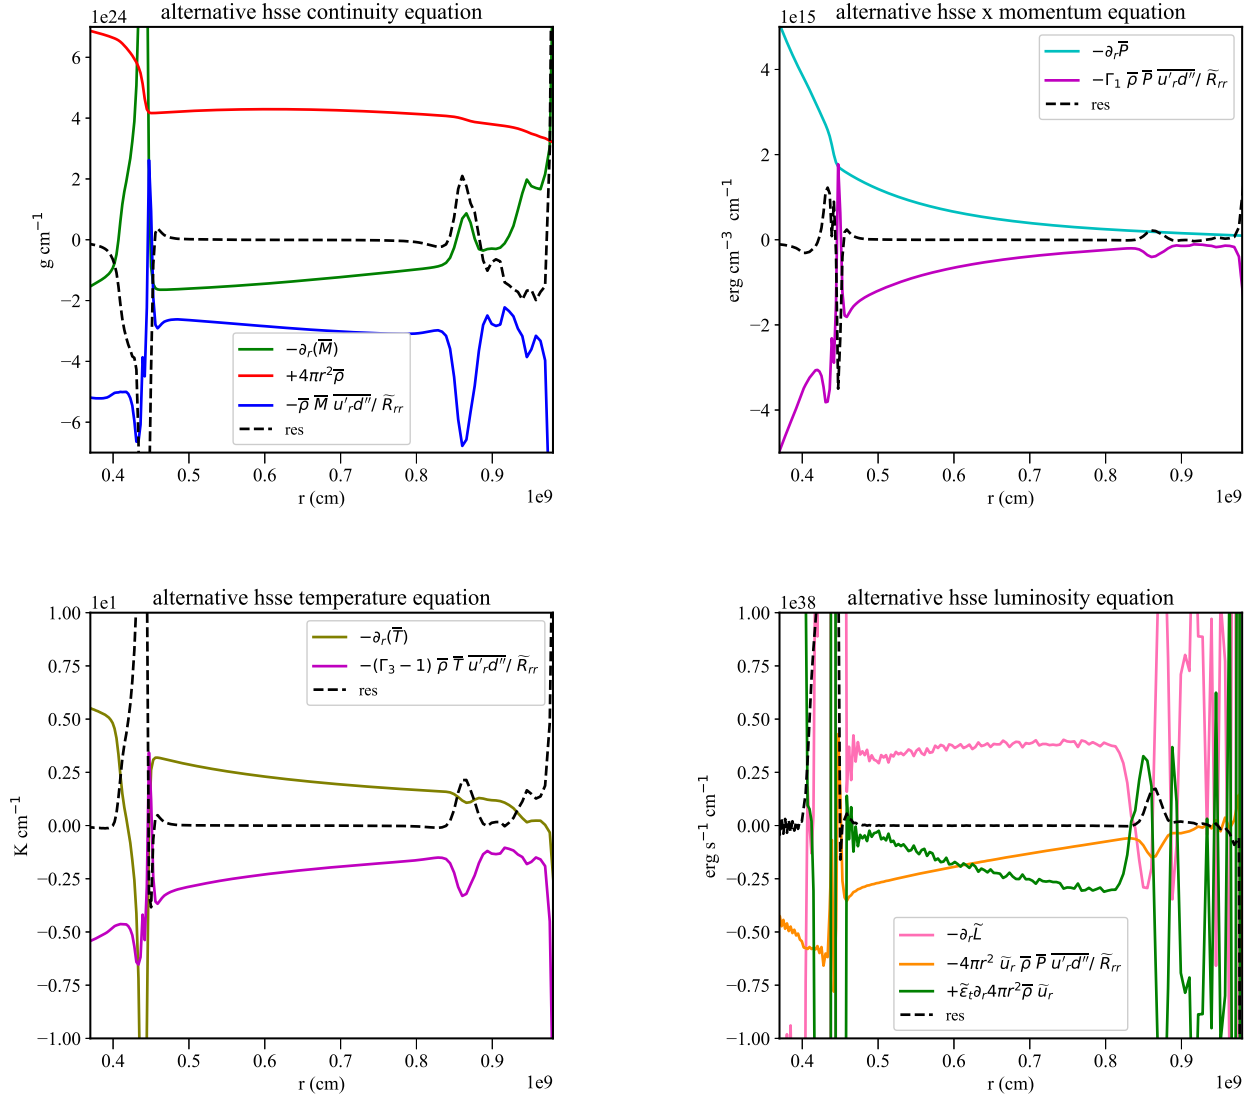 alternative hsse continuity equation
1e24
6
4
2
0
−2
−4
−6
g cm⁻¹
−∂ᵣ(M̅)
+4πr²ρ̅
−ρ̅ M̅ u′ᵣd″/ R̃ᵣᵣ
res
0.4 0.5 0.6 0.7 0.8 0.9
r (cm)
1e9
alternative hsse x momentum equation
1e15
4
2
0
−2
−4
erg cm⁻³ cm⁻¹
−∂ᵣP̅
−Γ₁ ρ̅ P̅ u′ᵣd″/ R̃ᵣᵣ
res
0.4 0.5 0.6 0.7 0.8 0.9
r (cm)
1e9
alternative hsse temperature equation
1e1
1.00
0.75
0.50
0.25
0.00
−0.25
−0.50
−0.75
−1.00
K cm⁻¹
−∂ᵣ(T̅)
−(Γ₃ − 1) ρ̅ T̅ u′ᵣd″/ R̃ᵣᵣ
res
0.4 0.5 0.6 0.7 0.8 0.9
r (cm)
1e9
alternative hsse luminosity equation
1e38
1.00
0.75
0.50
0.25
0.00
−0.25
−0.50
−0.75
−1.00
erg s⁻¹ cm⁻¹
−∂ᵣL̃
−4πr² ũᵣ ρ̅ P̅ u′ᵣd″/ R̃ᵣᵣ
+ε̃ₜ∂ᵣ4πr²ρ̅ ũᵣ
res
0.4 0.5 0.6 0.7 0.8 0.9
r (cm)
1e9